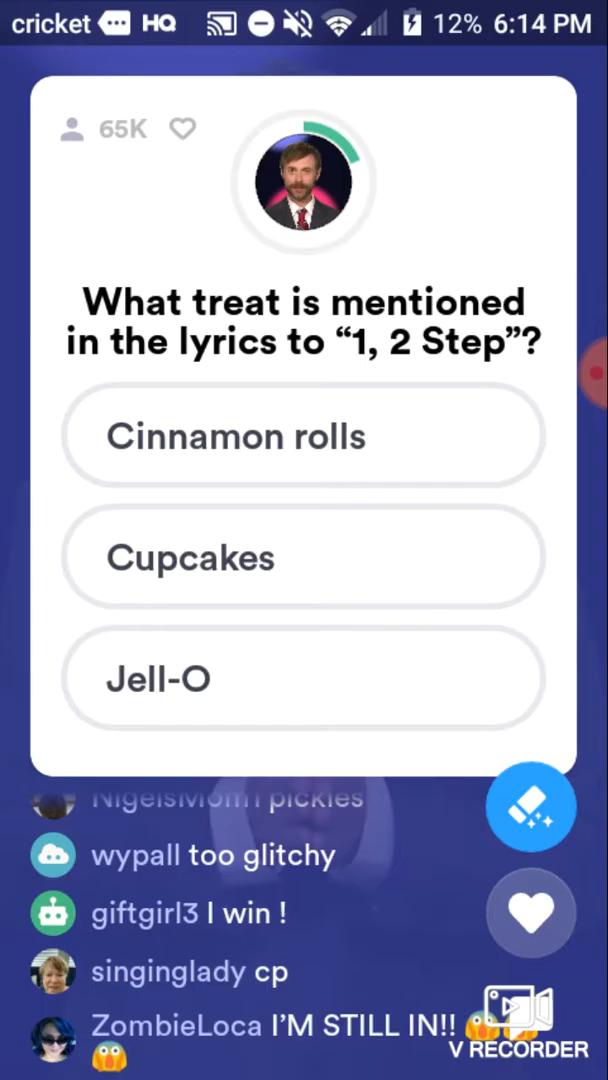 cricket HQ 12% 6:14 PM
65K
What treat is mentioned
in the lyrics to “1, 2 Step”?
Cinnamon rolls
Cupcakes
Jell-O
pickles
wypall too glitchy
giftgirl3 I win !
singinglady cp
ZombieLoca I’M STILL IN!!
V RECORDER